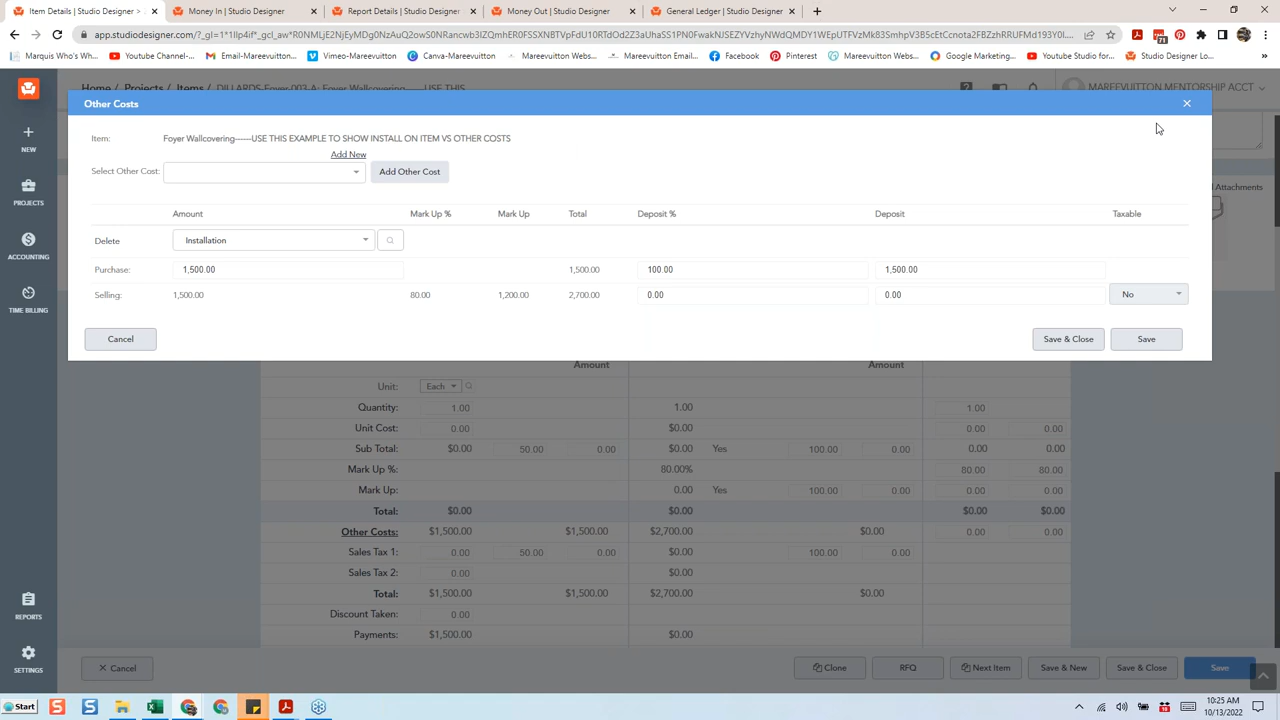 Item Details | Studio Designer >
Money In | Studio Designer
Report Details | Studio Designer
Money Out | Studio Designer
General Ledger | Studio Designer
Marquis Who's Who...
Youtube Channel-...
Email-Mareevuitton...
Vimeo-Mareevuitton
Canva-Mareevuitton
Thinkific-Mareevuitt...
Mareevuitton Email...
Facebook
Pinterest
Mareevuitton Webs...
Google Marketing...
Youtube Studio for...
Studio Designer Lo...
71
Home
Projects
Items
MAREEVUITTON MENTORSHIP ACCT
NEW
PROJECTS
ACCOUNTING
TIME BILLING
REPORTS
SETTINGS
Other Costs
Item: Foyer Wallcovering------USE THIS EXAMPLE TO SHOW INSTALL ON ITEM VS OTHER COSTS
Add New
Select Other Cost: Add Other Cost
Attachments
Amount Mark Up % Mark Up Total Deposit % Deposit Taxable
Delete Installation
Purchase: 1,500.00 1,500.00 100.00 1,500.00
Selling: 1,500.00 80.00 1,200.00 2,700.00 0.00 0.00 No
Cancel Save & Close Save
Amount Amount
Unit: Each
Quantity: 1.00 1.00 1.00
Unit Cost: 0.00 $0.00 0.00 0.00
Sub Total: $0.00 50.00 0.00 $0.00 Yes 100.00 0.00 0.00 0.00
Mark Up %: 80.00% 80.00 80.00
Mark Up: 0.00 Yes 100.00 0.00 0.00 0.00
Total: $0.00 $0.00 $0.00 $0.00
Other Costs: $1,500.00 $1,500.00 $2,700.00 $0.00 0.00 0.00
Sales Tax 1: 0.00 50.00 0.00 $0.00 100.00 0.00
Sales Tax 2: 0.00 $0.00
Total: $1,500.00 $1,500.00 $2,700.00 $0.00
Discount Taken: 0.00
Payments: $1,500.00 $0.00
Cancel Clone RFQ Next Item Save & New Save & Close Save
Start
10:25 AM
10/13/2022